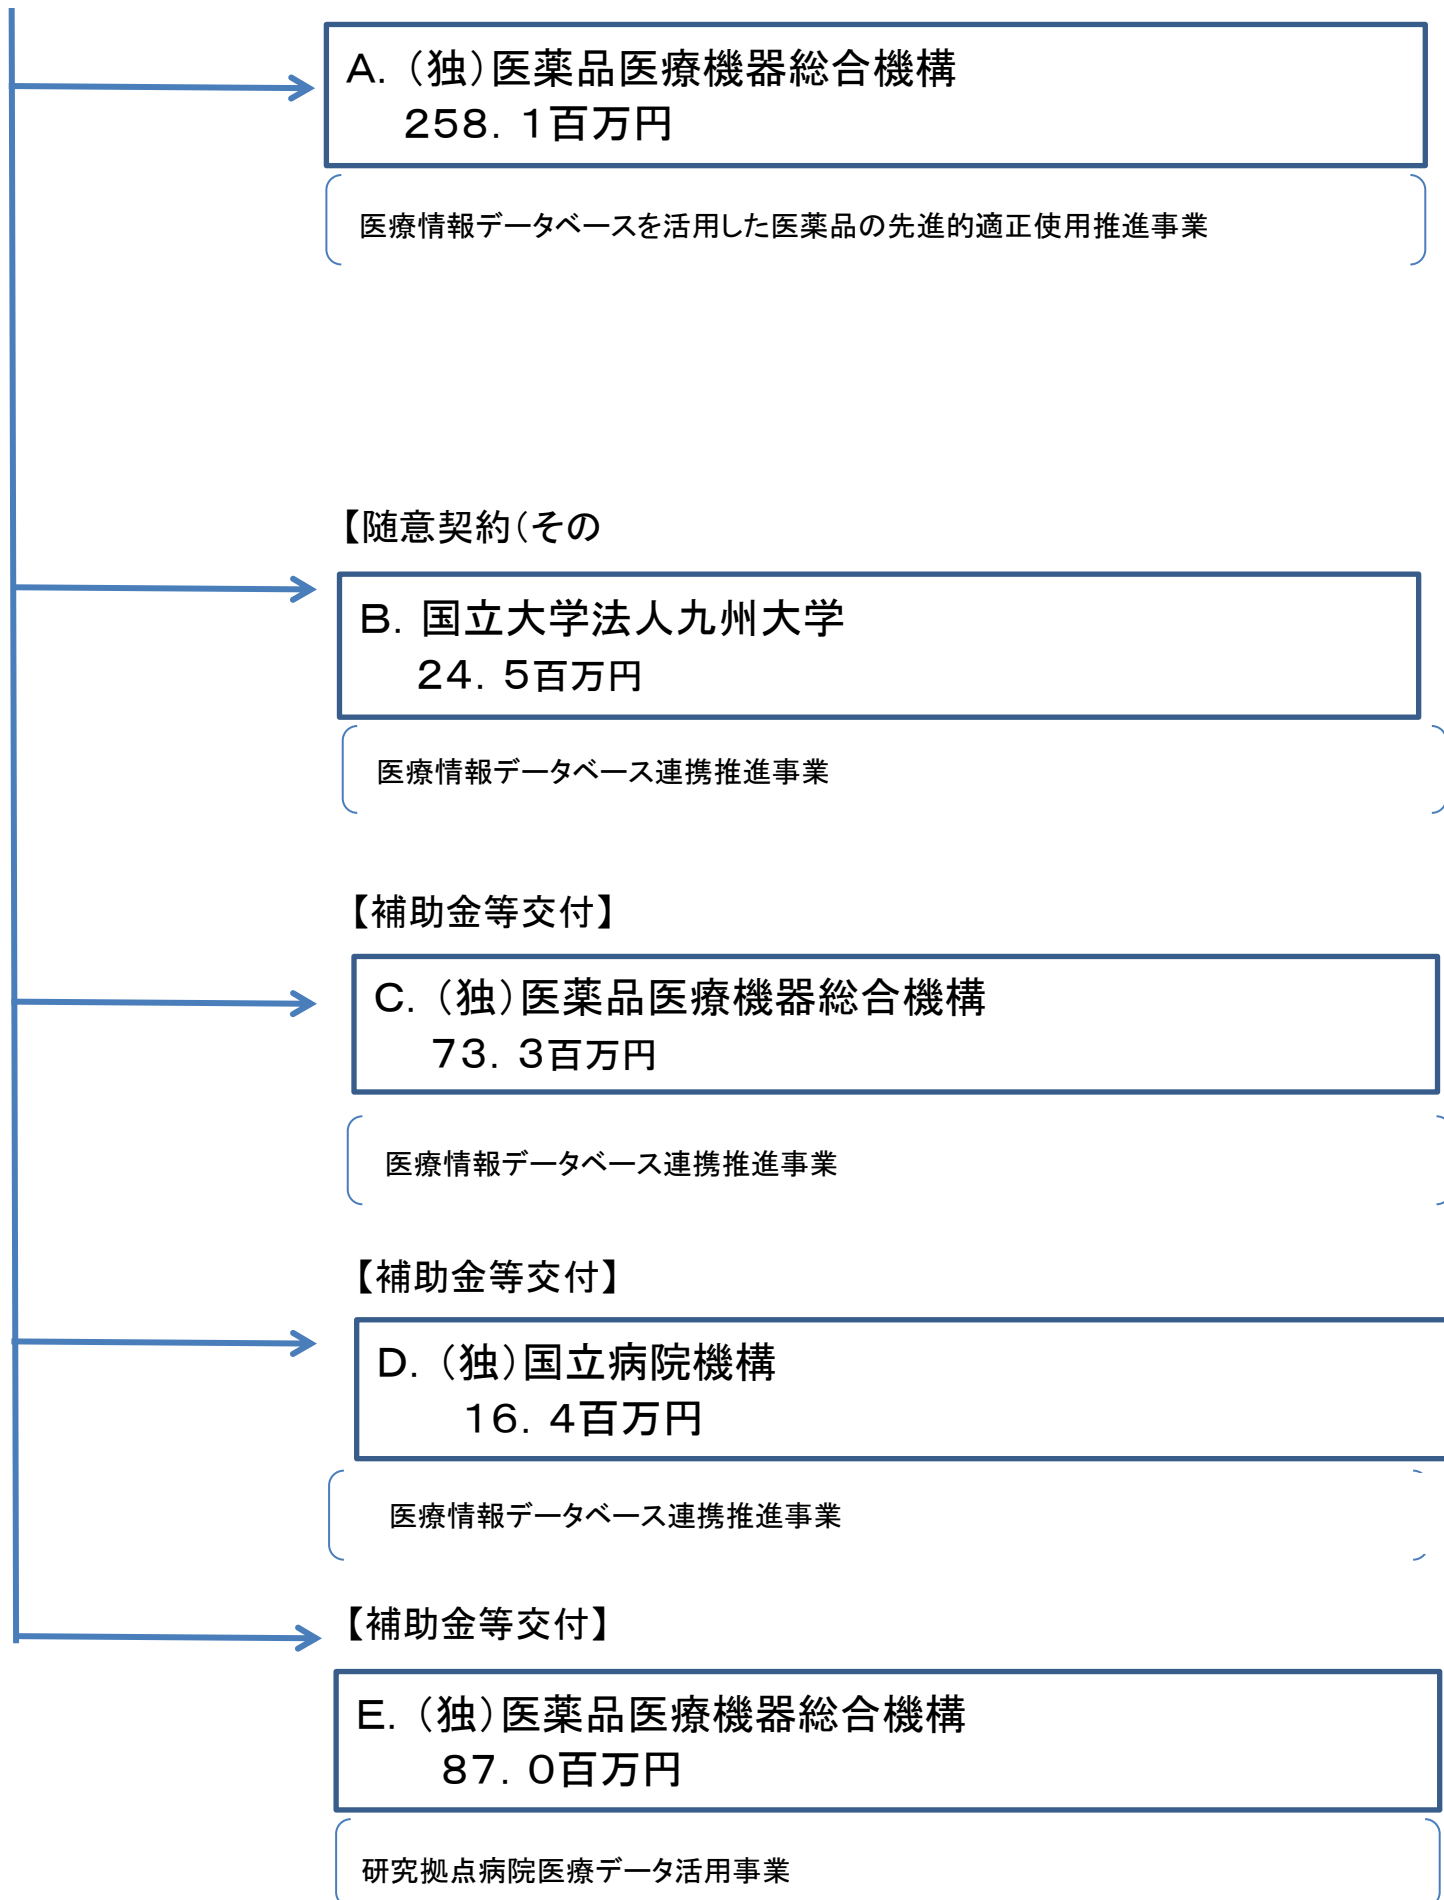 A.（独）医薬品医療機器総合機構
２５８．１百万円
医療情報データベースを活用した医薬品の先進的適正使用推進事業
【随意契約（その
B．国立大学法人九州大学
２４．５百万円
医療情報データベース連携推進事業
【補助金等交付】
C.（独）医薬品医療機器総合機構
７３．３百万円
医療情報データベース連携推進事業
【補助金等交付】
D.（独）国立病院機構
１６．４百万円
医療情報データベース連携推進事業
【補助金等交付】
E.（独）医薬品医療機器総合機構
８７．０百万円
研究拠点病院医療データ活用事業